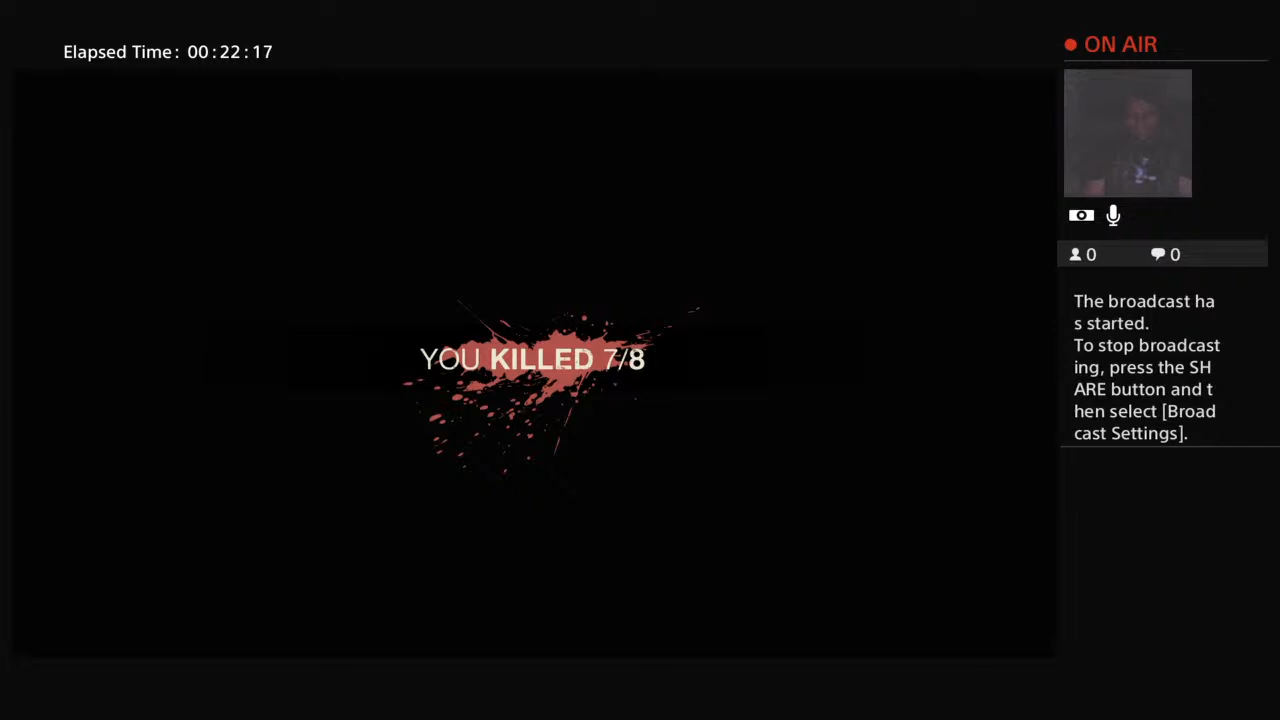 Elapsed Time: 00:22:17
ON AIR
0 0
The broadcast ha
s started.
To stop broadcast
ing, press the SH
ARE button and t
hen select [Broad
cast Settings].
YOU KILLED 7/8